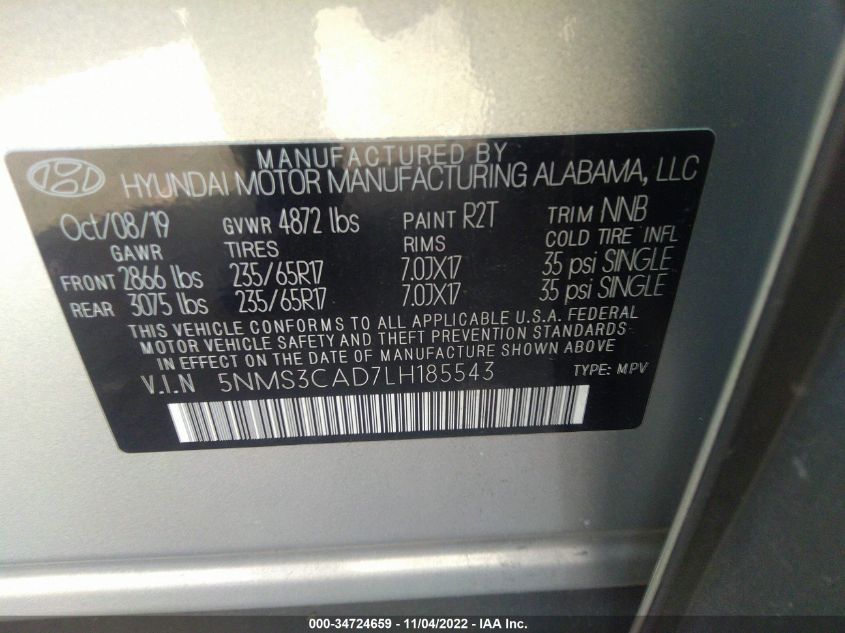 MANUFACTURED BY
HYUNDAI MOTOR MANUFACTURING ALABAMA, LLC
Oct/08/19 GVWR 4872 lbs PAINT R2T TRIM NNB
GAWR TIRES RIMS COLD TIRE INFL
FRONT 2866 lbs 235/65R17 7.0JX17 35 psi SINGLE
REAR 3075 lbs 235/65R17 7.0JX17 35 psi SINGLE
THIS VEHICLE CONFORMS TO ALL APPLICABLE U.S.A. FEDERAL
MOTOR VEHICLE SAFETY AND THEFT PREVENTION STANDARDS
IN EFFECT ON THE DATE OF MANUFACTURE SHOWN ABOVE.
V.I.N 5NMS3CAD7LH185543 TYPE: MPV
000-34724659 - 11/04/2022 - IAA Inc.